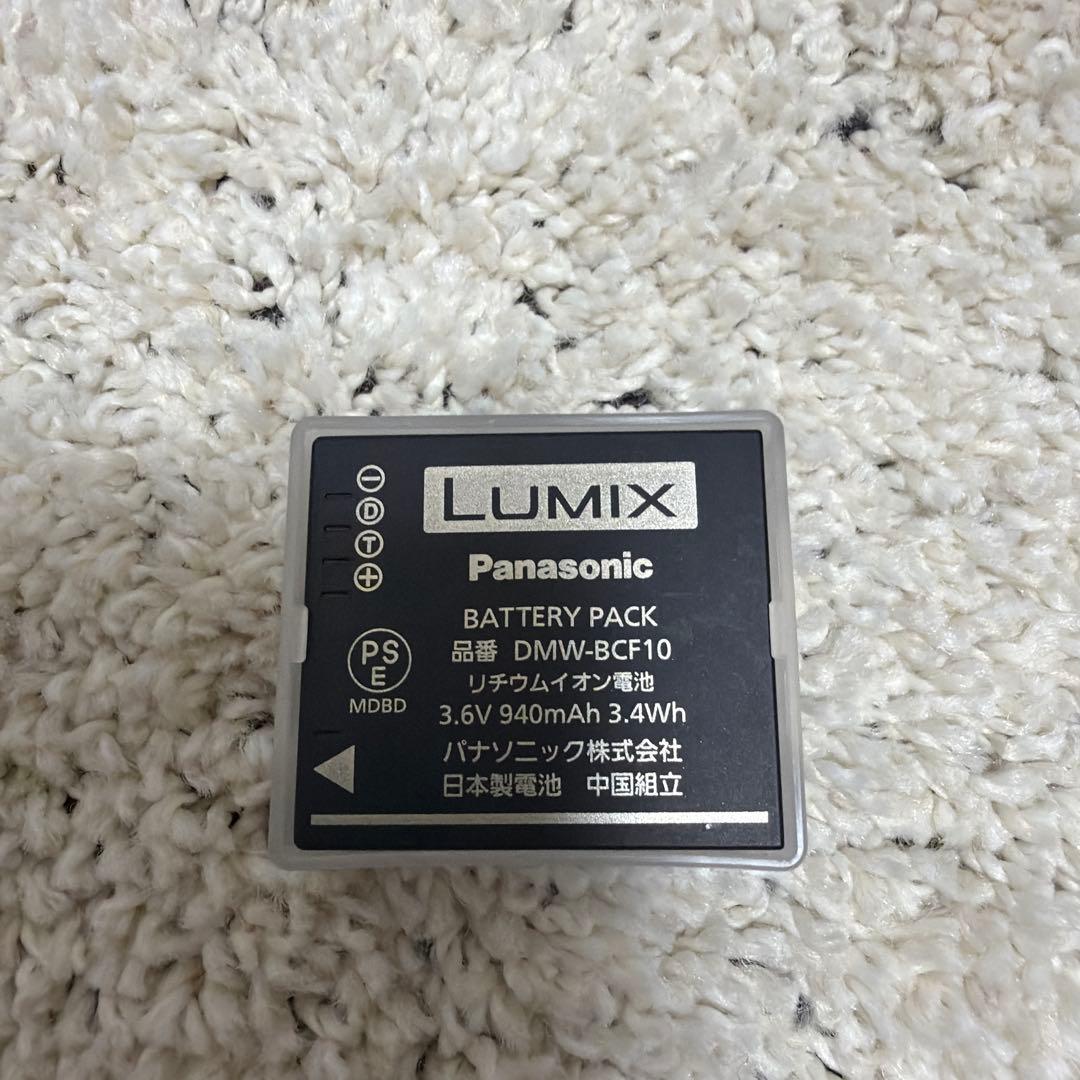 LUMIX
Panasonic
BATTERY PACK
品番 DMW-BCF10
リチウムイオン電池
3.6V 940mAh 3.4Wh
パナソニック株式会社
日本製電池 中国組立
−
D
T
+
PS
E
MDBD